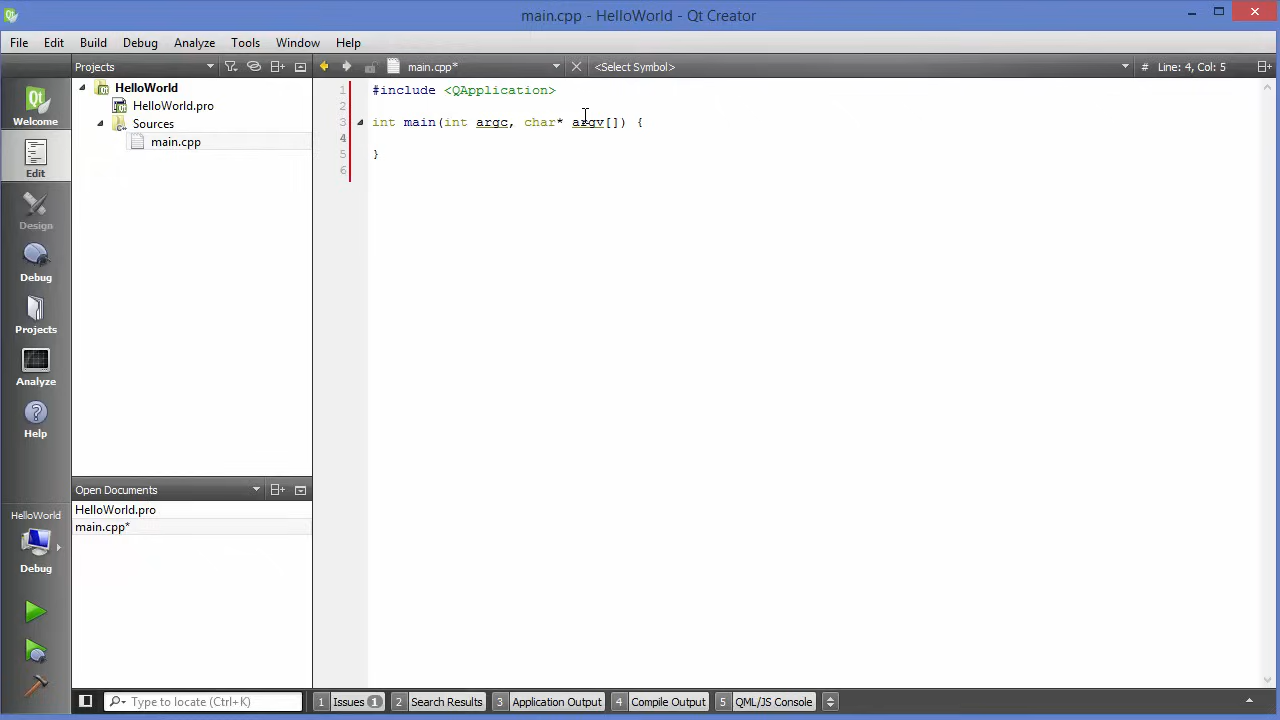 main.cpp - HelloWorld - Qt Creator
File Edit Build Debug Analyze Tools Window Help
Projects
main.cpp*
<Select Symbol>
# Line: 4, Col: 5
Welcome
Edit
Design
Debug
Projects
Analyze
Help
HelloWorld
Debug
HelloWorld
HelloWorld.pro
Sources
main.cpp
Open Documents
HelloWorld.pro
main.cpp*
1 #include <QApplication>
2
3 int main(int argc, char* argv[]) {
4
5 }
6
Type to locate (Ctrl+K)
1 Issues 1
2 Search Results
3 Application Output
4 Compile Output
5 QML/JS Console